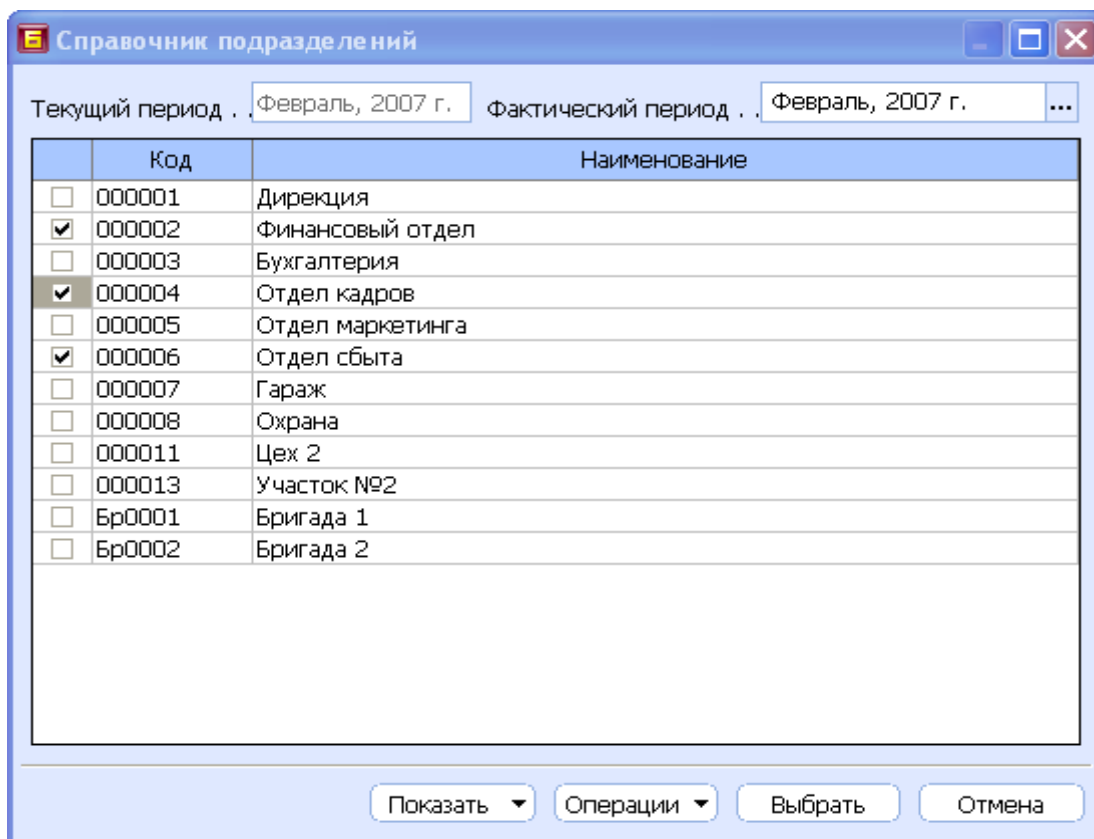 Б Справочник подразделений
Текущий период . . Февраль, 2007 г. Фактический период . . Февраль, 2007 г. ...
Код Наименование
000001 Дирекция
000002 Финансовый отдел
000003 Бухгалтерия
000004 Отдел кадров
000005 Отдел маркетинга
000006 Отдел сбыта
000007 Гараж
000008 Охрана
000011 Цех 2
000013 Участок №2
Бр0001 Бригада 1
Бр0002 Бригада 2
Показать Операции Выбрать Отмена